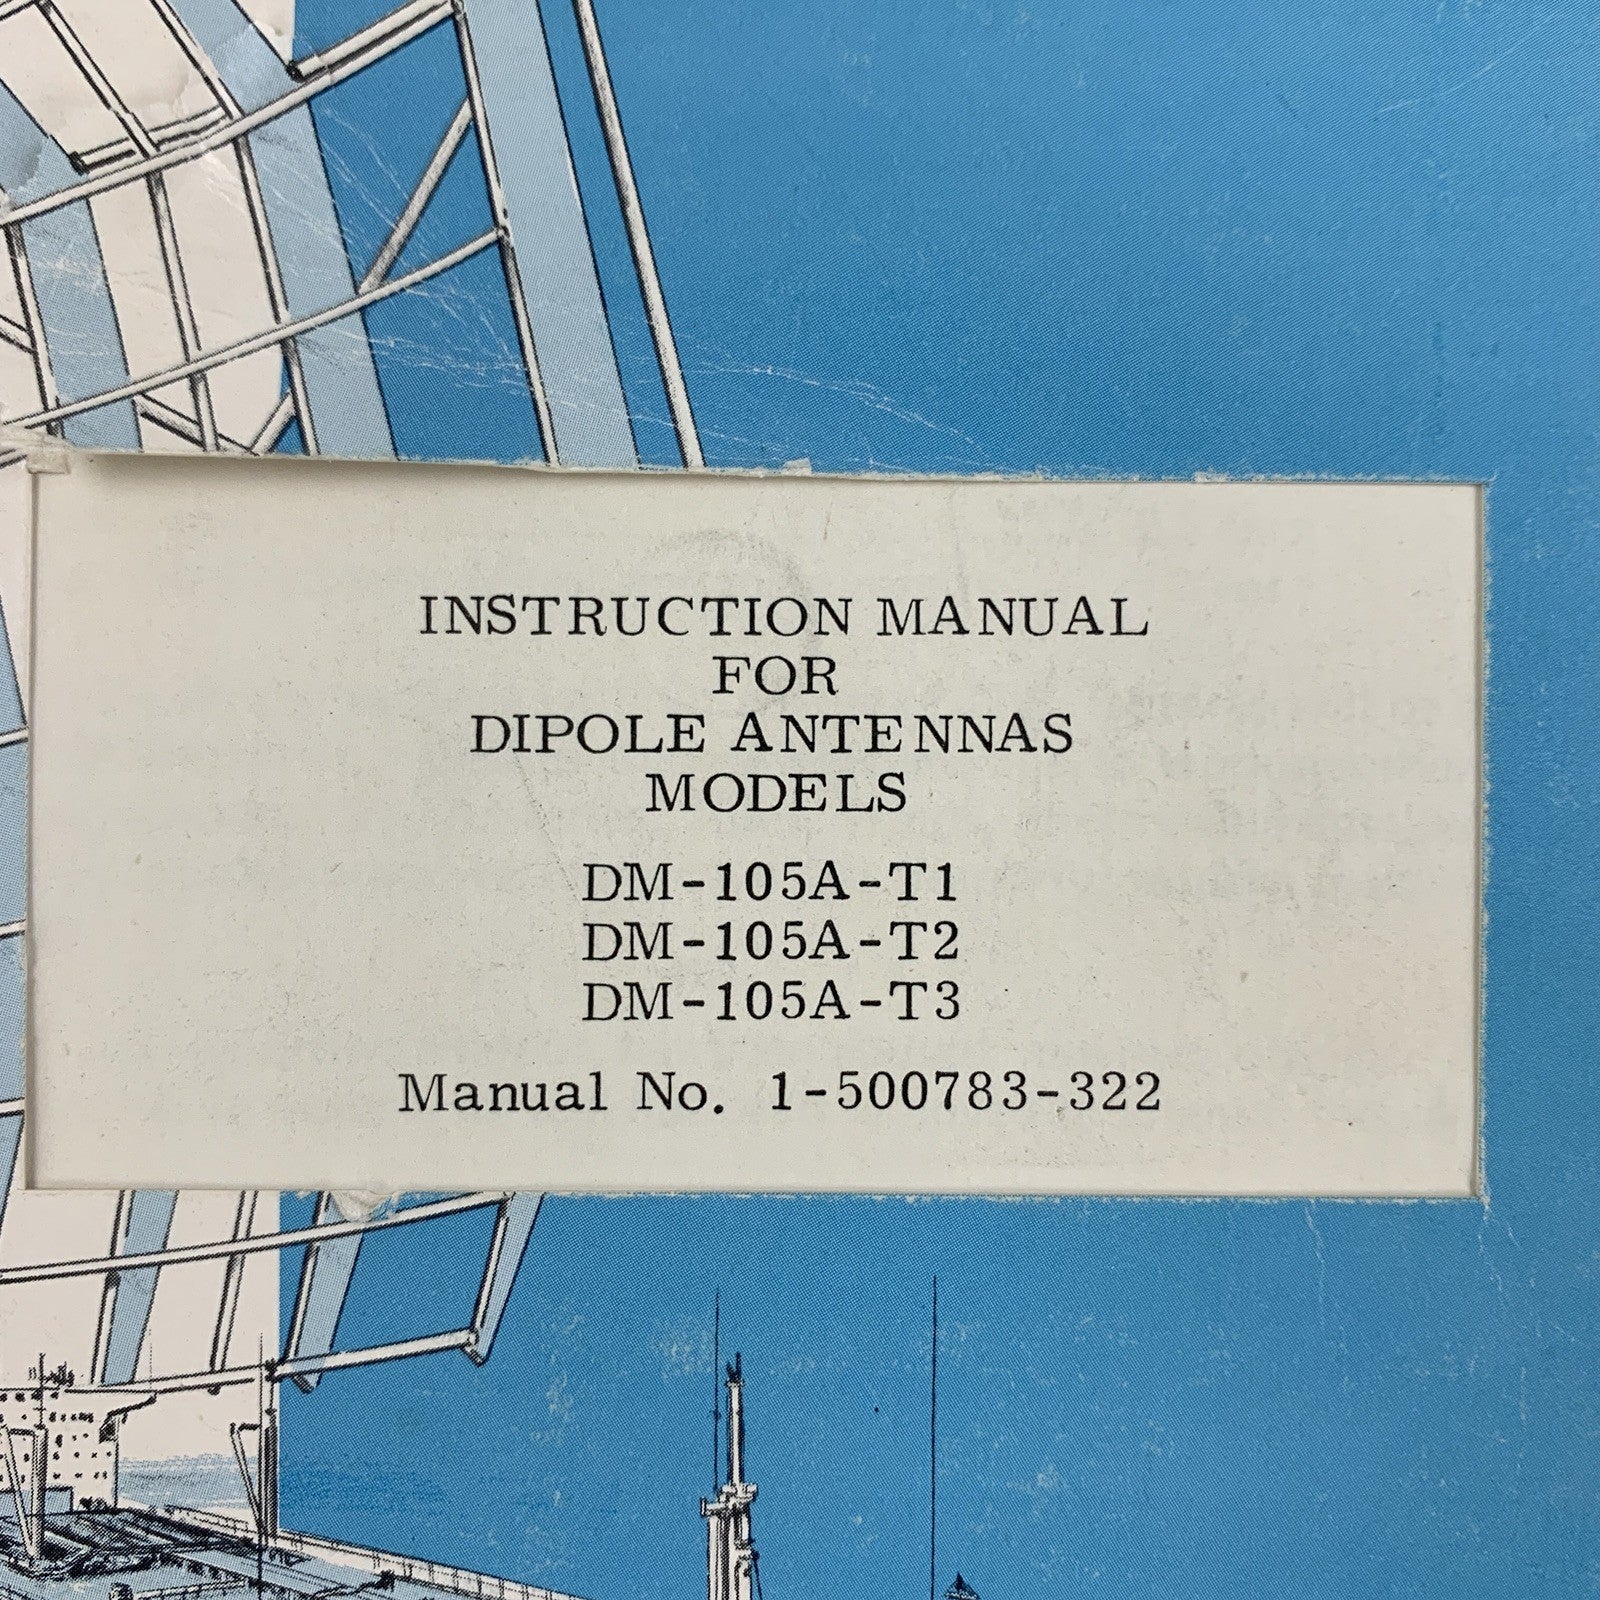 INSTRUCTION MANUAL
FOR
DIPOLE ANTENNAS
MODELS
DM-105A-T1
DM-105A-T2
DM-105A-T3
Manual No. 1-500783-322